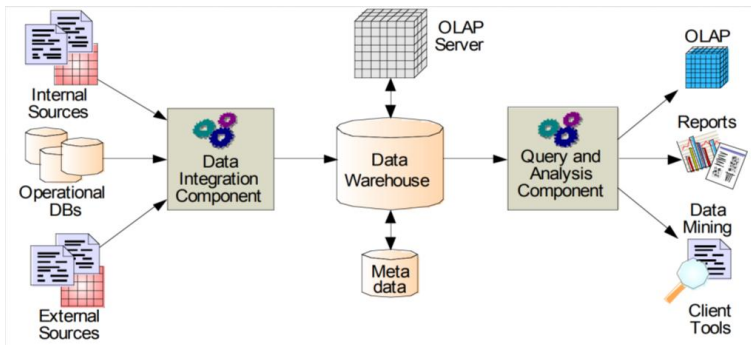 Internal
Sources
Operational
DBs
External
Sources
Data
Integration
Component
OLAP
Server
Data
Warehouse
Meta
data
Query and
Analysis
Component
OLAP
Reports
Data
Mining
Client
Tools